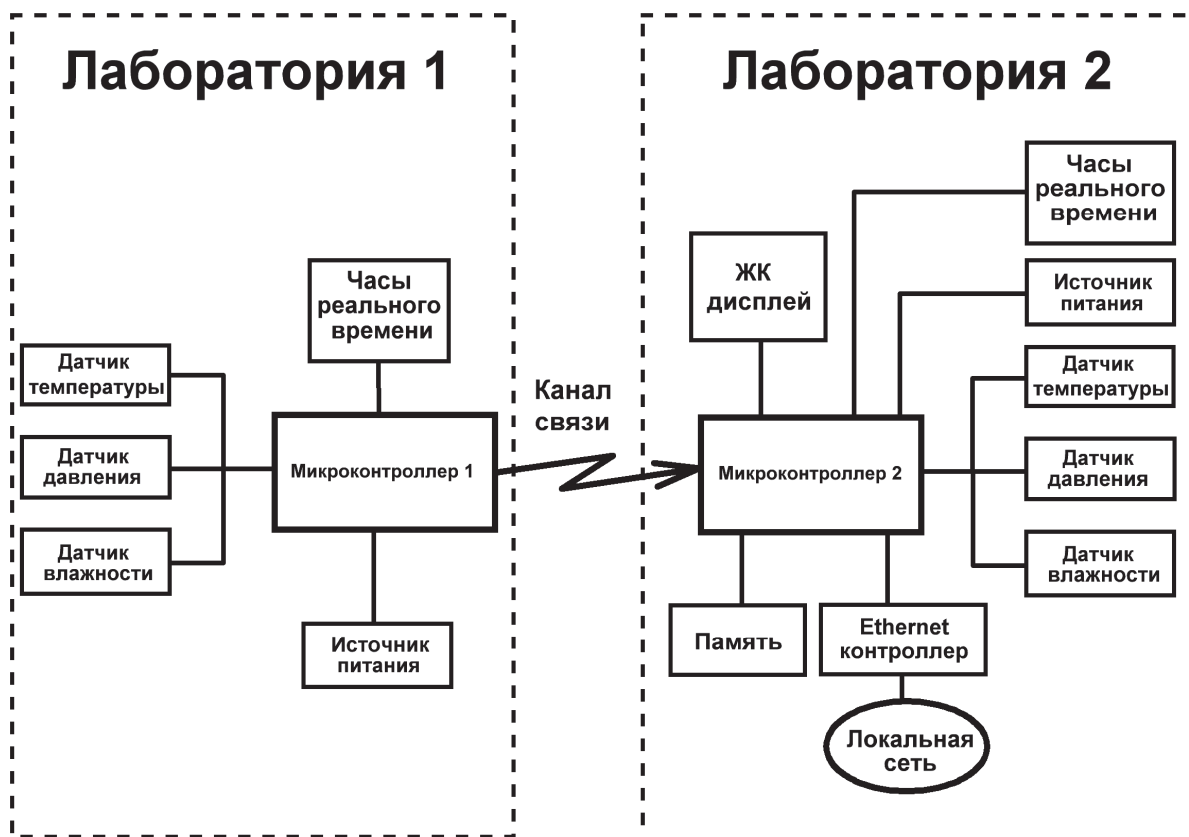 Лаборатория 1
Часы
реального
времени
Датчик
температуры
Датчик
давления
Датчик
влажности
Микроконтроллер 1
Источник
питания
Канал
связи
Лаборатория 2
Часы
реального
времени
ЖК
дисплей
Источник
питания
Датчик
температуры
Микроконтроллер 2
Датчик
давления
Датчик
влажности
Память
Ethernet
контроллер
Локальная
сеть